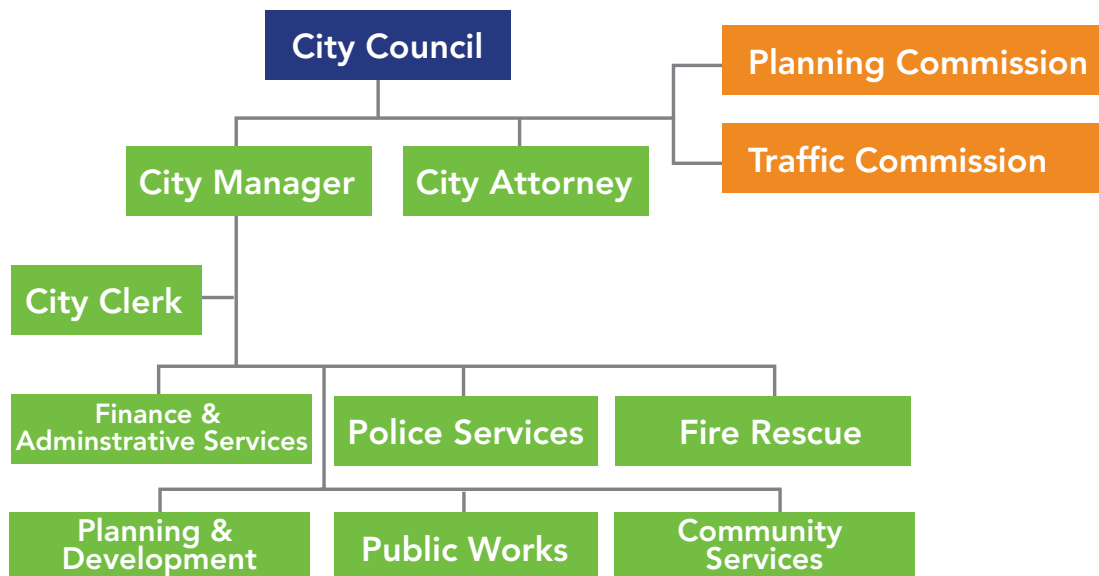 City Council
Planning Commission
Traffic Commission
City Manager
City Attorney
City Clerk
Finance &
Adminstrative Services
Police Services
Fire Rescue
Planning &
Development
Public Works
Community
Services